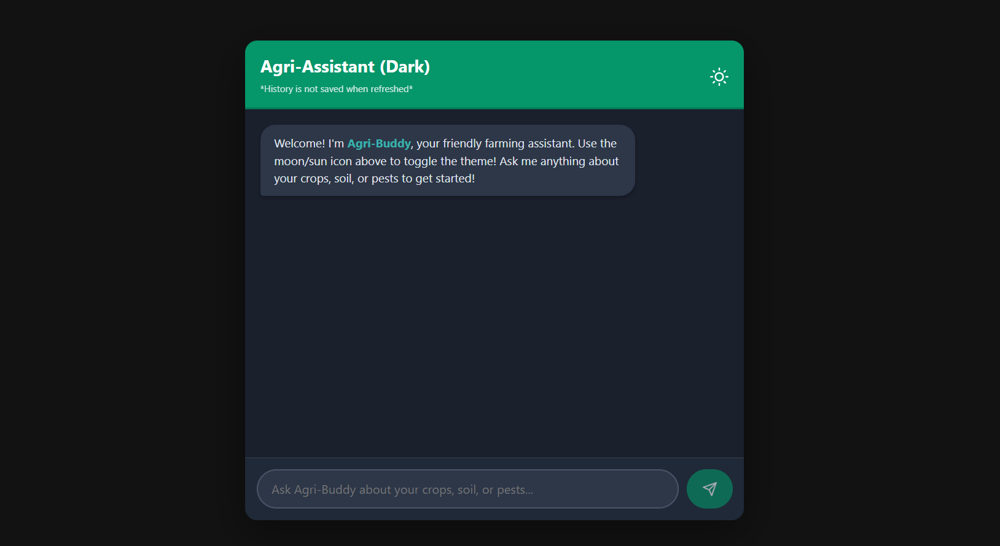 Agri-Assistant (Dark)
*History is not saved when refreshed*
Welcome! I'm Agri-Buddy, your friendly farming assistant. Use the
moon/sun icon above to toggle the theme! Ask me anything about
your crops, soil, or pests to get started!
Ask Agri-Buddy about your crops, soil, or pests...